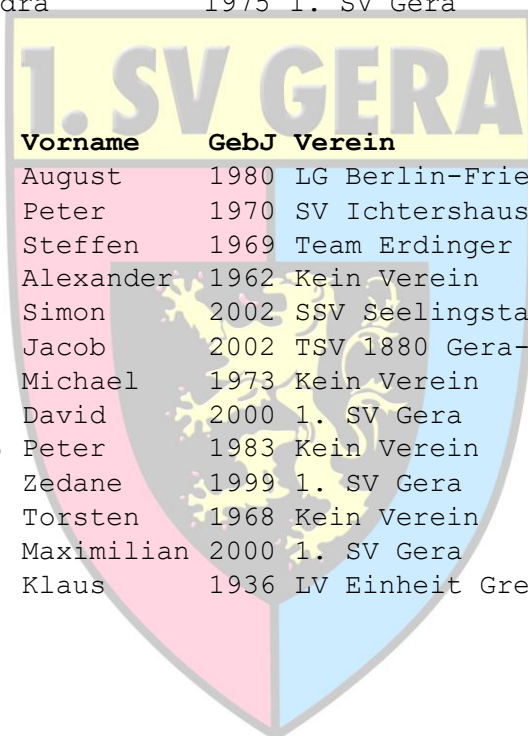 dra 1975 1. SV Gera
1. SV GERA
Vorname GebJ Verein
August 1980 LG Berlin-Frie
Peter 1970 SV Ichtershaus
Steffen 1969 Team Erdinger
Alexander 1962 Kein Verein
Simon 2002 SSV Seelingsta
Jacob 2002 TSV 1880 Gera-
Michael 1973 Kein Verein
David 2000 1. SV Gera
Peter 1983 Kein Verein
Zedane 1999 1. SV Gera
Torsten 1968 Kein Verein
Maximilian 2000 1. SV Gera
Klaus 1936 LV Einheit Gre